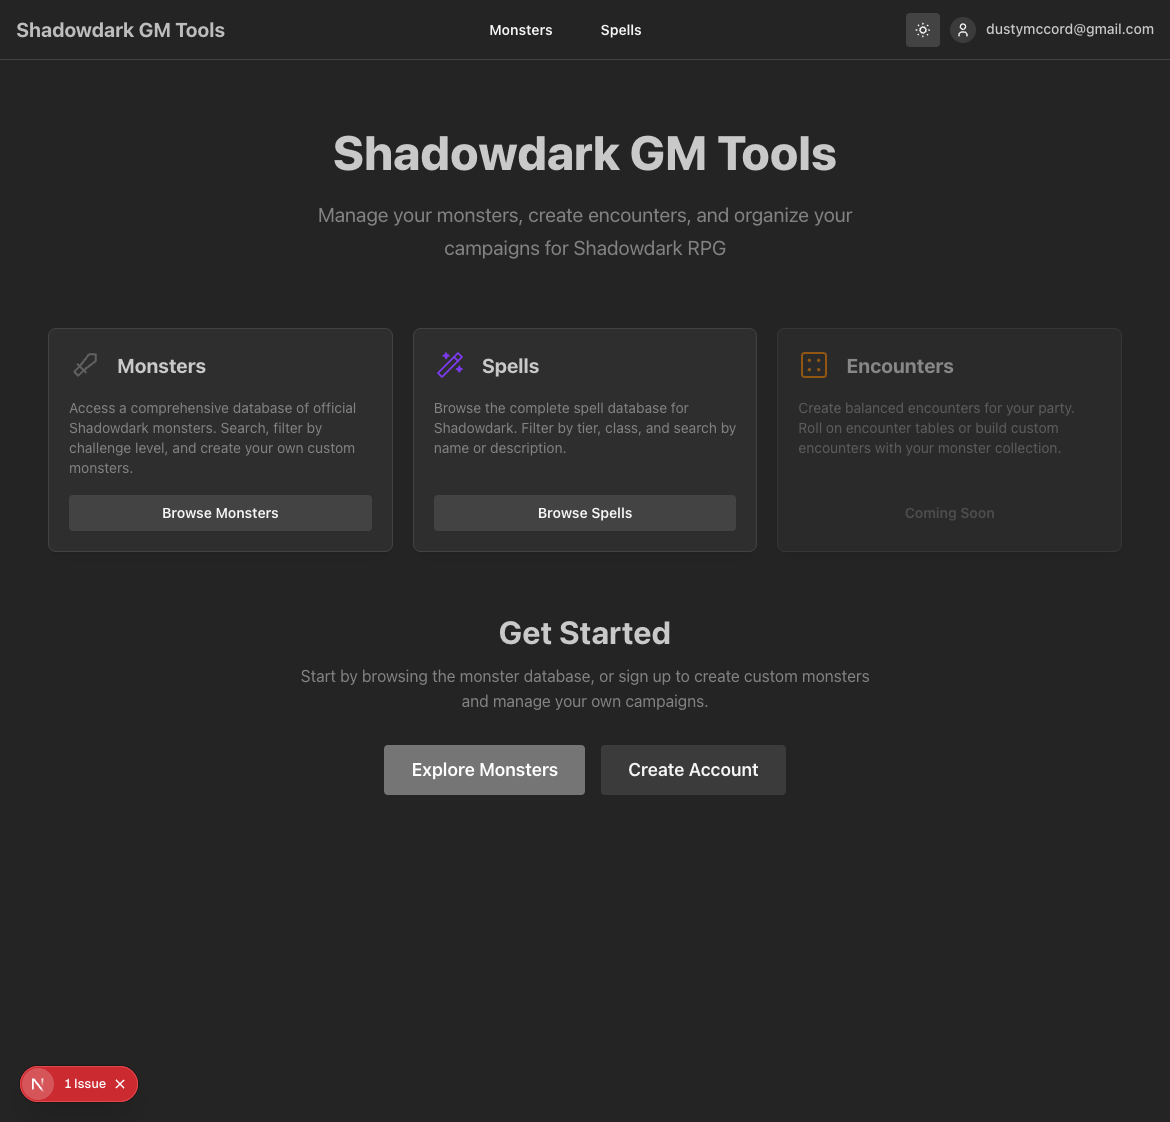 Shadowdark GM Tools
Monsters
Spells
dustymccord@gmail.com
Shadowdark GM Tools
Manage your monsters, create encounters, and organize your
campaigns for Shadowdark RPG
Monsters
Access a comprehensive database of official
Shadowdark monsters. Search, filter by
challenge level, and create your own custom
monsters.
Browse Monsters
Spells
Browse the complete spell database for
Shadowdark. Filter by tier, class, and search by
name or description.
Browse Spells
Encounters
Create balanced encounters for your party.
Roll on encounter tables or build custom
encounters with your monster collection.
Coming Soon
Get Started
Start by browsing the monster database, or sign up to create custom monsters
and manage your own campaigns.
Explore Monsters
Create Account
N
1 Issue